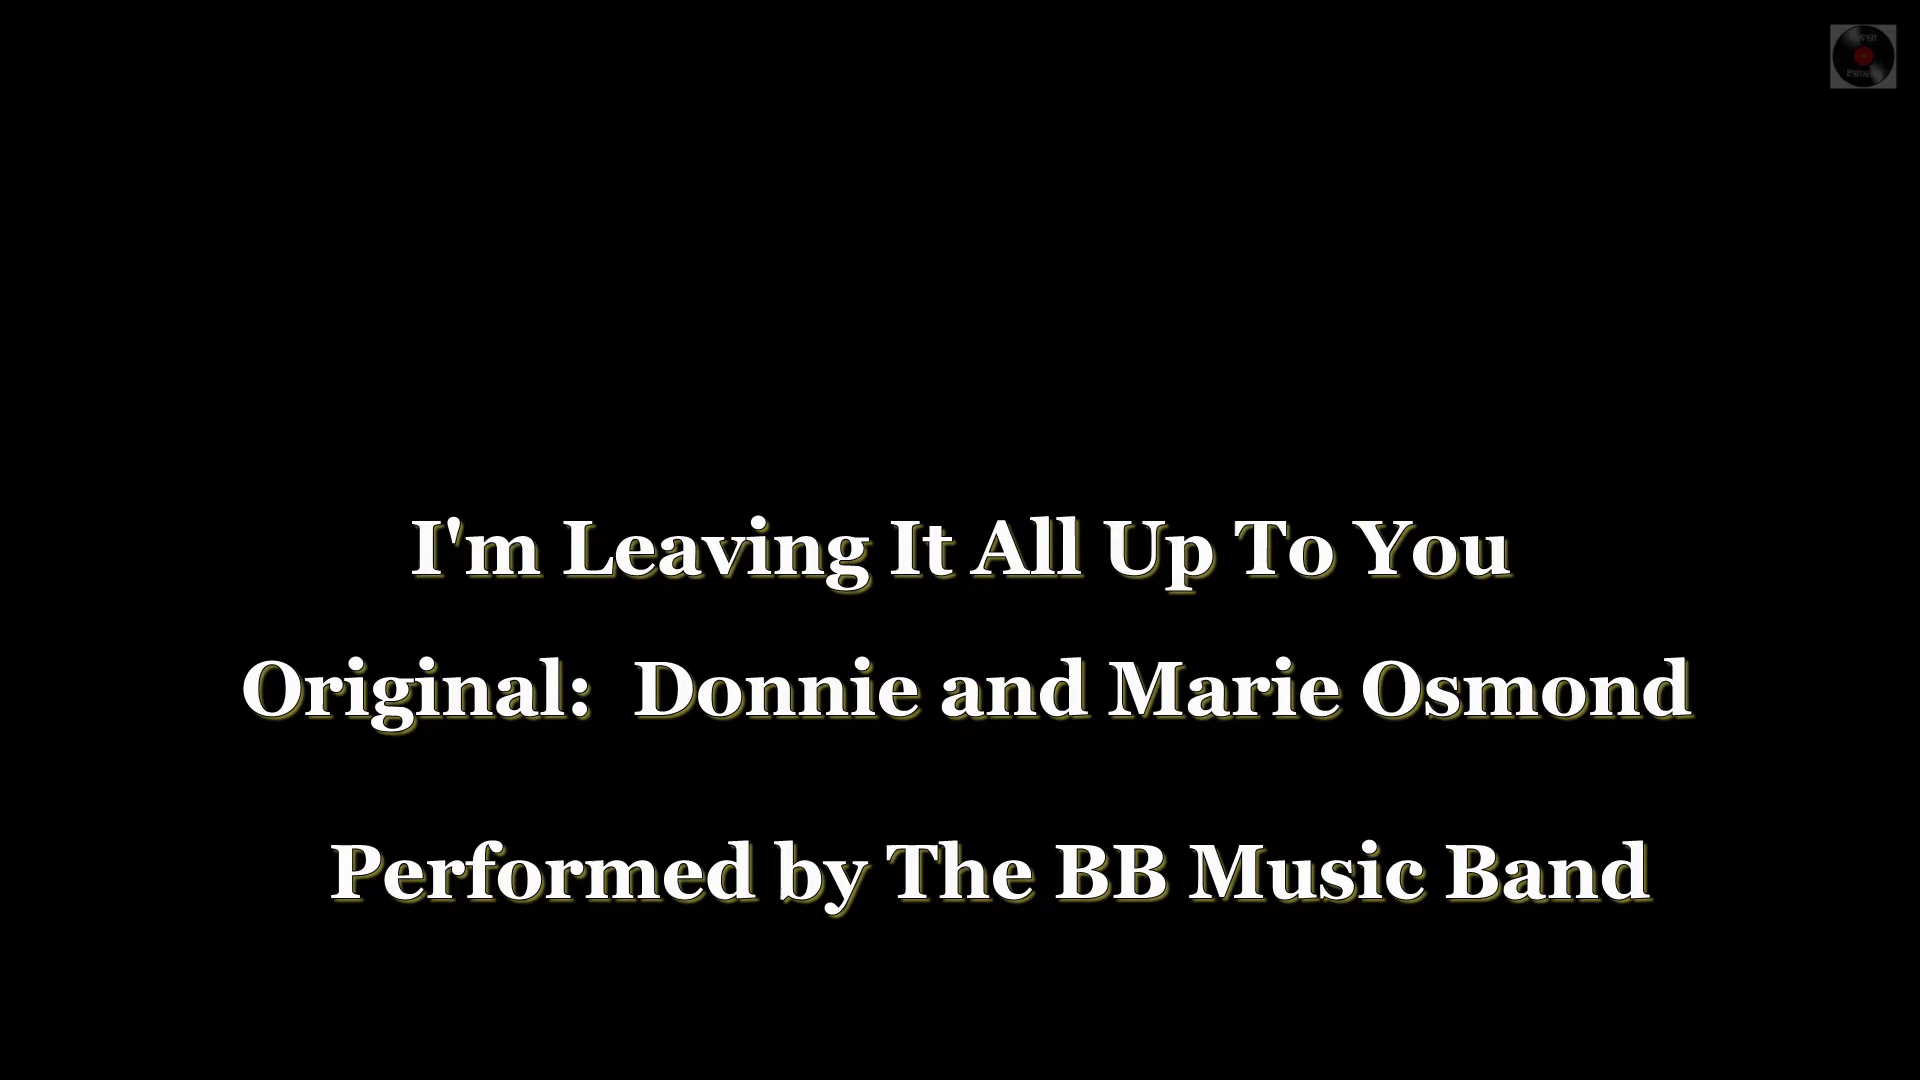 I'm Leaving It All Up To You
Original: Donnie and Marie Osmond
Performed by The BB Music Band